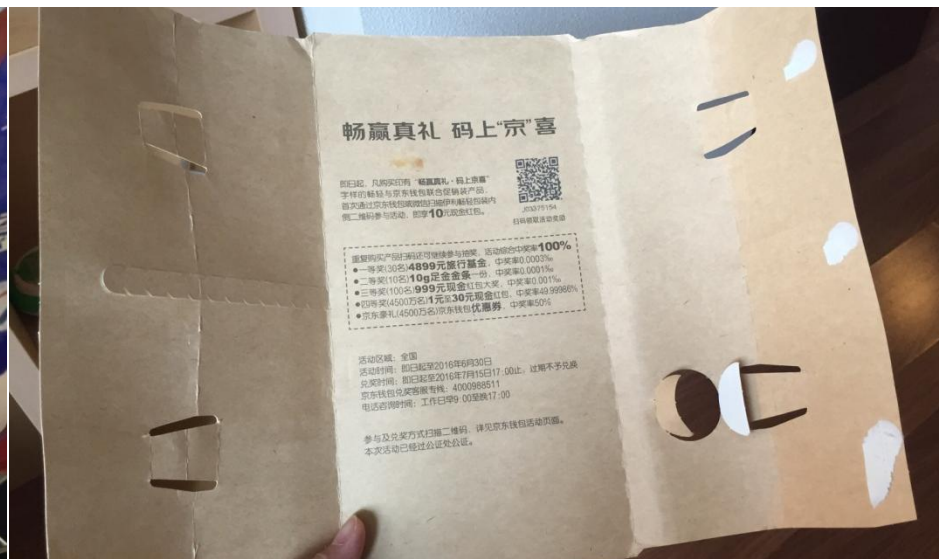 畅赢真礼 码上“京”喜
即日起，凡购买印有“畅赢真礼·码上京喜”
字样的畅轻与京东钱包联合促销装产品，
首次通过京东钱包或微信扫描伊利畅轻包装内
侧二维码参与活动，即享10元现金红包。
J03375154
扫码领取活动奖励
重复购买产品扫码还可继续参与抽奖，活动综合中奖率100%
●一等奖(30名)4899元旅行基金，中奖率0.0003‰
●二等奖(10名)10g足金金条一份，中奖率0.0001‰
●三等奖(100名)999元现金红包大奖，中奖率0.001‰
●四等奖(4500万名)1元至30元现金红包，中奖率49.99986%
●京东豪礼(4500万名)京东钱包优惠券，中奖率50%
活动区域：全国
活动时间：即日起至2016年6月30日
兑奖时间：即日起至2016年7月15日17:00止，过期不予兑换
京东钱包兑奖客服专线：4000988511
电话咨询时间：工作日早9:00至晚17:00
参与及兑奖方式扫描二维码，详见京东钱包活动页面。
本次活动已经过公证处公证。